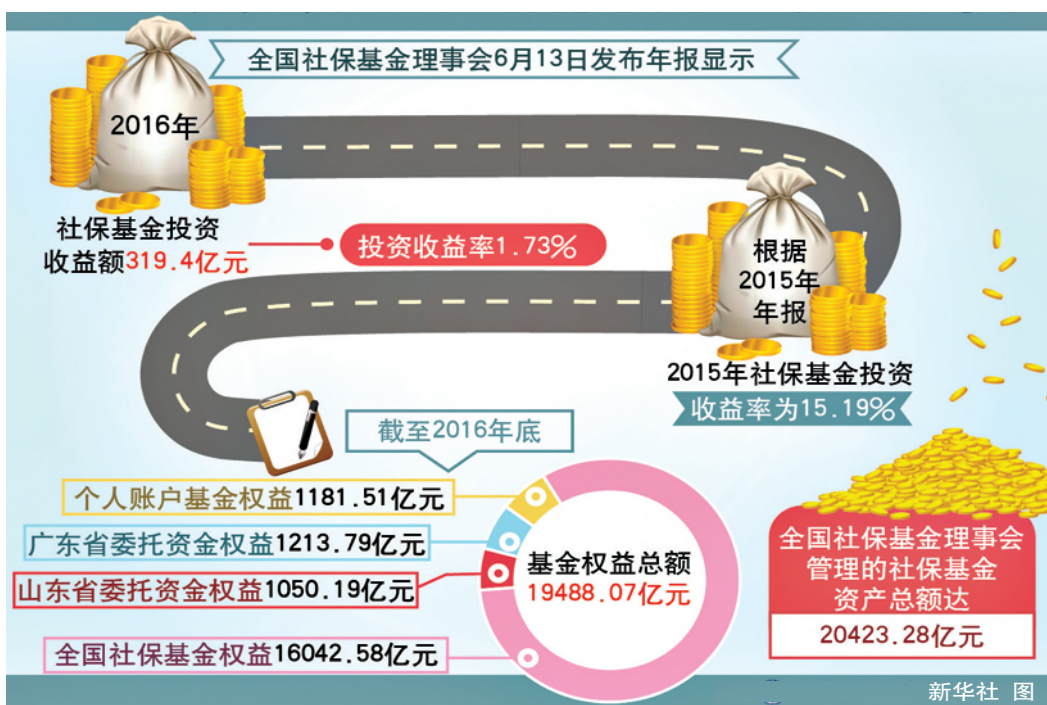 全国社保基金理事会6月13日发布年报显示
2016年
社保基金投资
收益额319.4亿元
投资收益率1.73%
根据
2015年
年报
2015年社保基金投资
收益率为15.19%
截至2016年底
个人账户基金权益1181.51亿元
广东省委托资金权益1213.79亿元
山东省委托资金权益1050.19亿元
全国社保基金权益16042.58亿元
基金权益总额
19488.07亿元
全国社保基金理事会
管理的社保基金
资产总额达
20423.28亿元
新华社 图